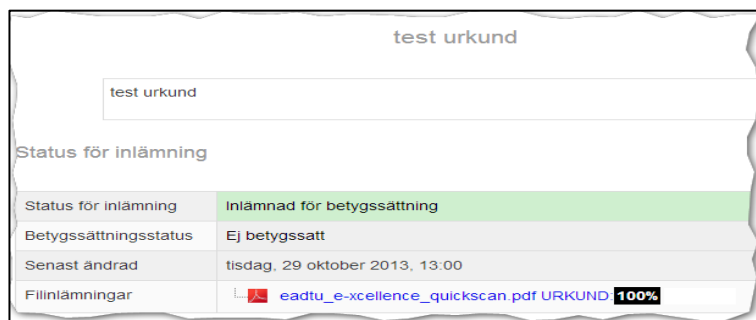 test urkund
test urkund
Status för inlämning
Status för inlämning Inlämnad för betygssättning
Betygssättningsstatus Ej betygssatt
Senast ändrad tisdag, 29 oktober 2013, 13:00
Filinlämningar eadtu_e-xcellence_quickscan.pdf URKUND:100%